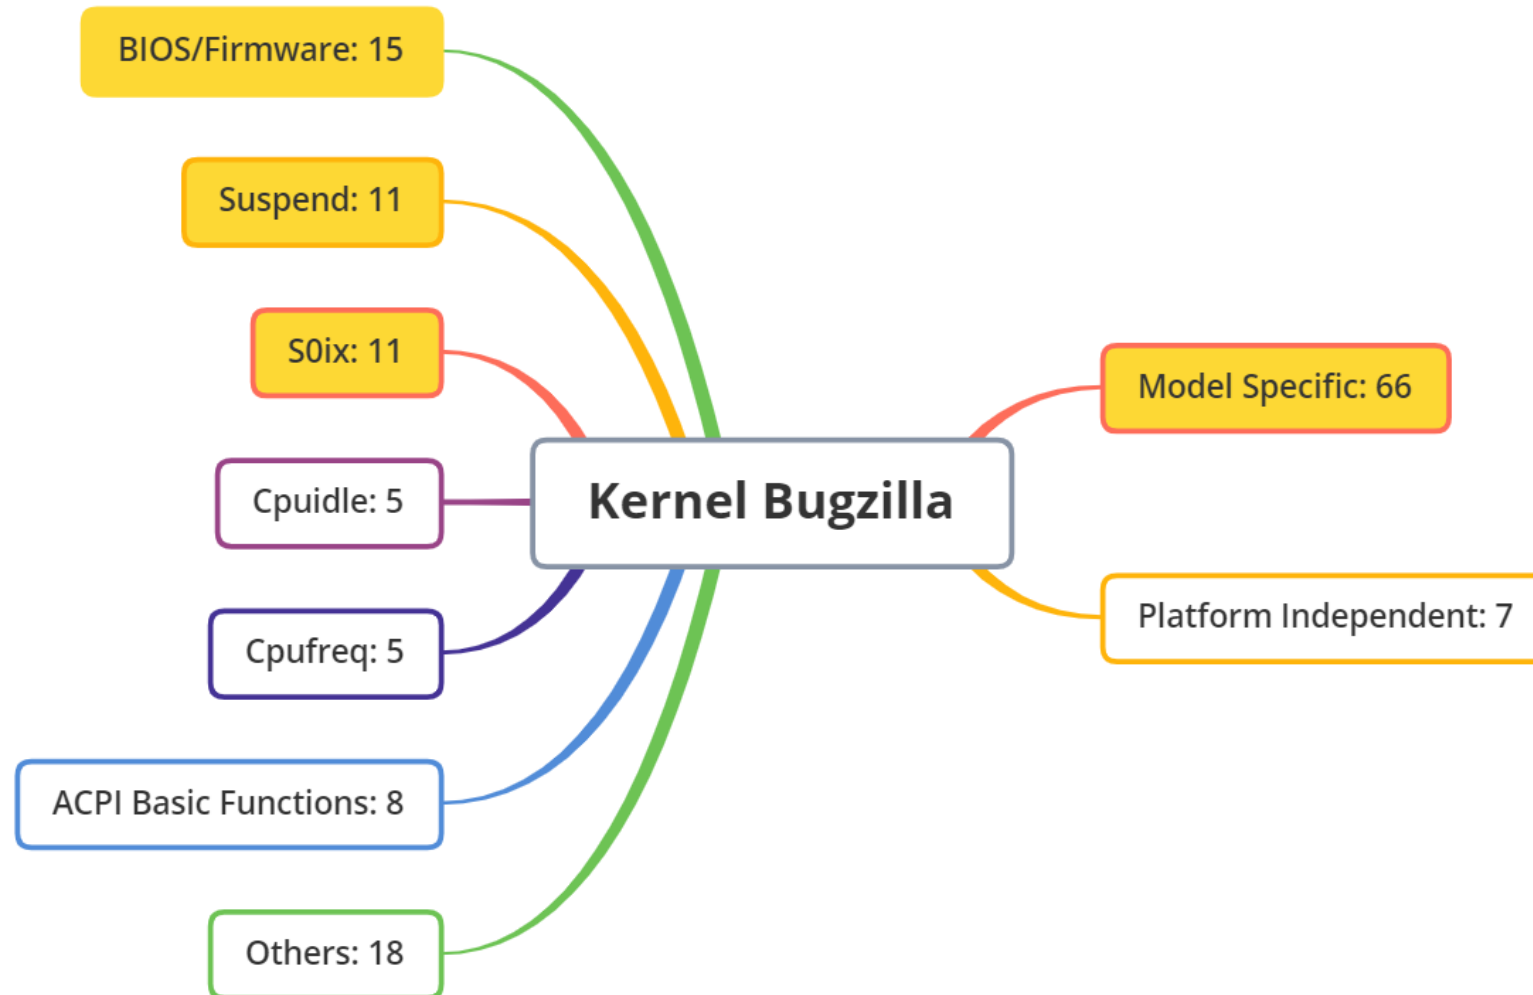 BIOS/Firmware: 15
Suspend: 11
S0ix: 11
Cpuidle: 5
Cpufreq: 5
ACPI Basic Functions: 8
Others: 18
Kernel Bugzilla
Model Specific: 66
Platform Independent: 7